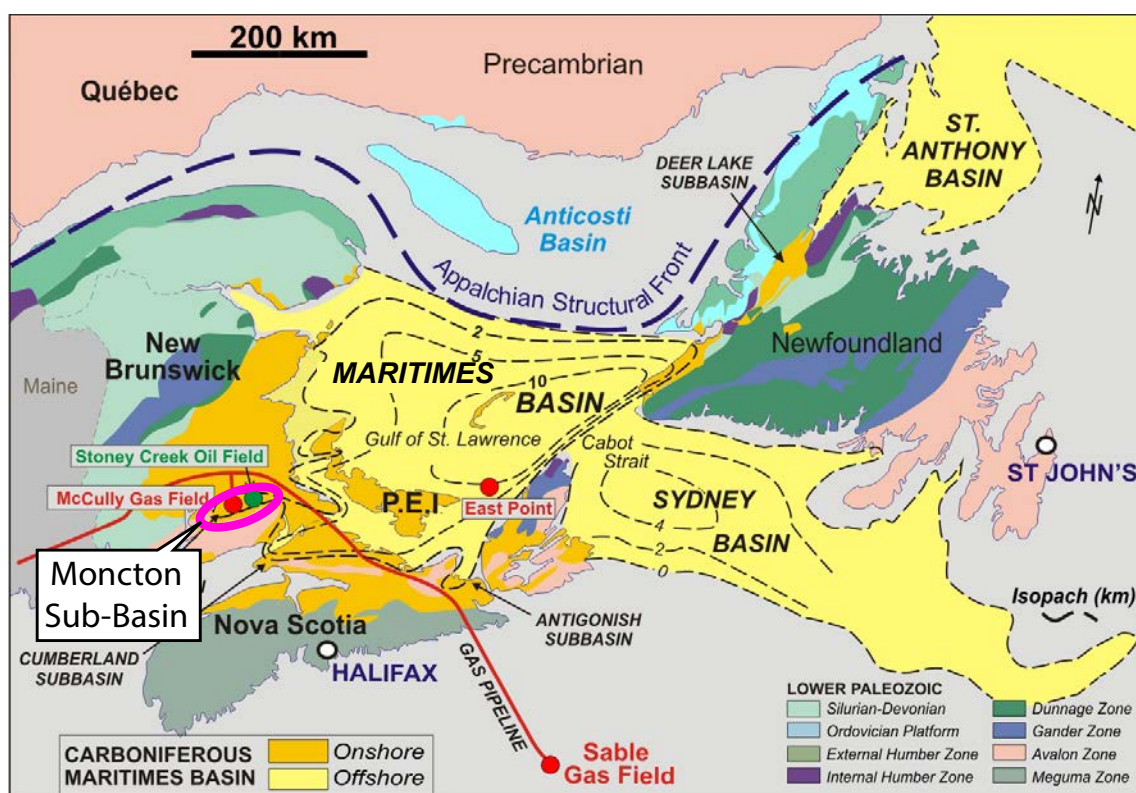 200 km
Précambrian
Québec
ST.
ANTHONY
BASIN
DEER LAKE
SUBBASIN
N
Anticosti
Basin
Appalchian Structural Front
New
Brunswick
Maine
2
5
10
MARITIMES
BASIN
Newfoundland
Gulf of St. Lawrence
Cabot
Strait
Stoney Creek Oil Field
McCully Gas Field
P.E.I
East Point
ST JOHN'S
SYDNEY
BASIN
4
2
0
Moncton
Sub-Basin
Isopach (km)
Nova Scotia
ANTIGONISH
SUBBASIN
CUMBERLAND
SUBBASIN
HALIFAX
GAS PIPELINE
Sable
Gas Field
CARBONIFEROUS
MARITIMES BASIN
Onshore
Offshore
LOWER PALEOZOIC
Silurian-Devonian
Ordovician Platform
External Humber Zone
Internal Humber Zone
Dunnage Zone
Gander Zone
Avalon Zone
Meguma Zone